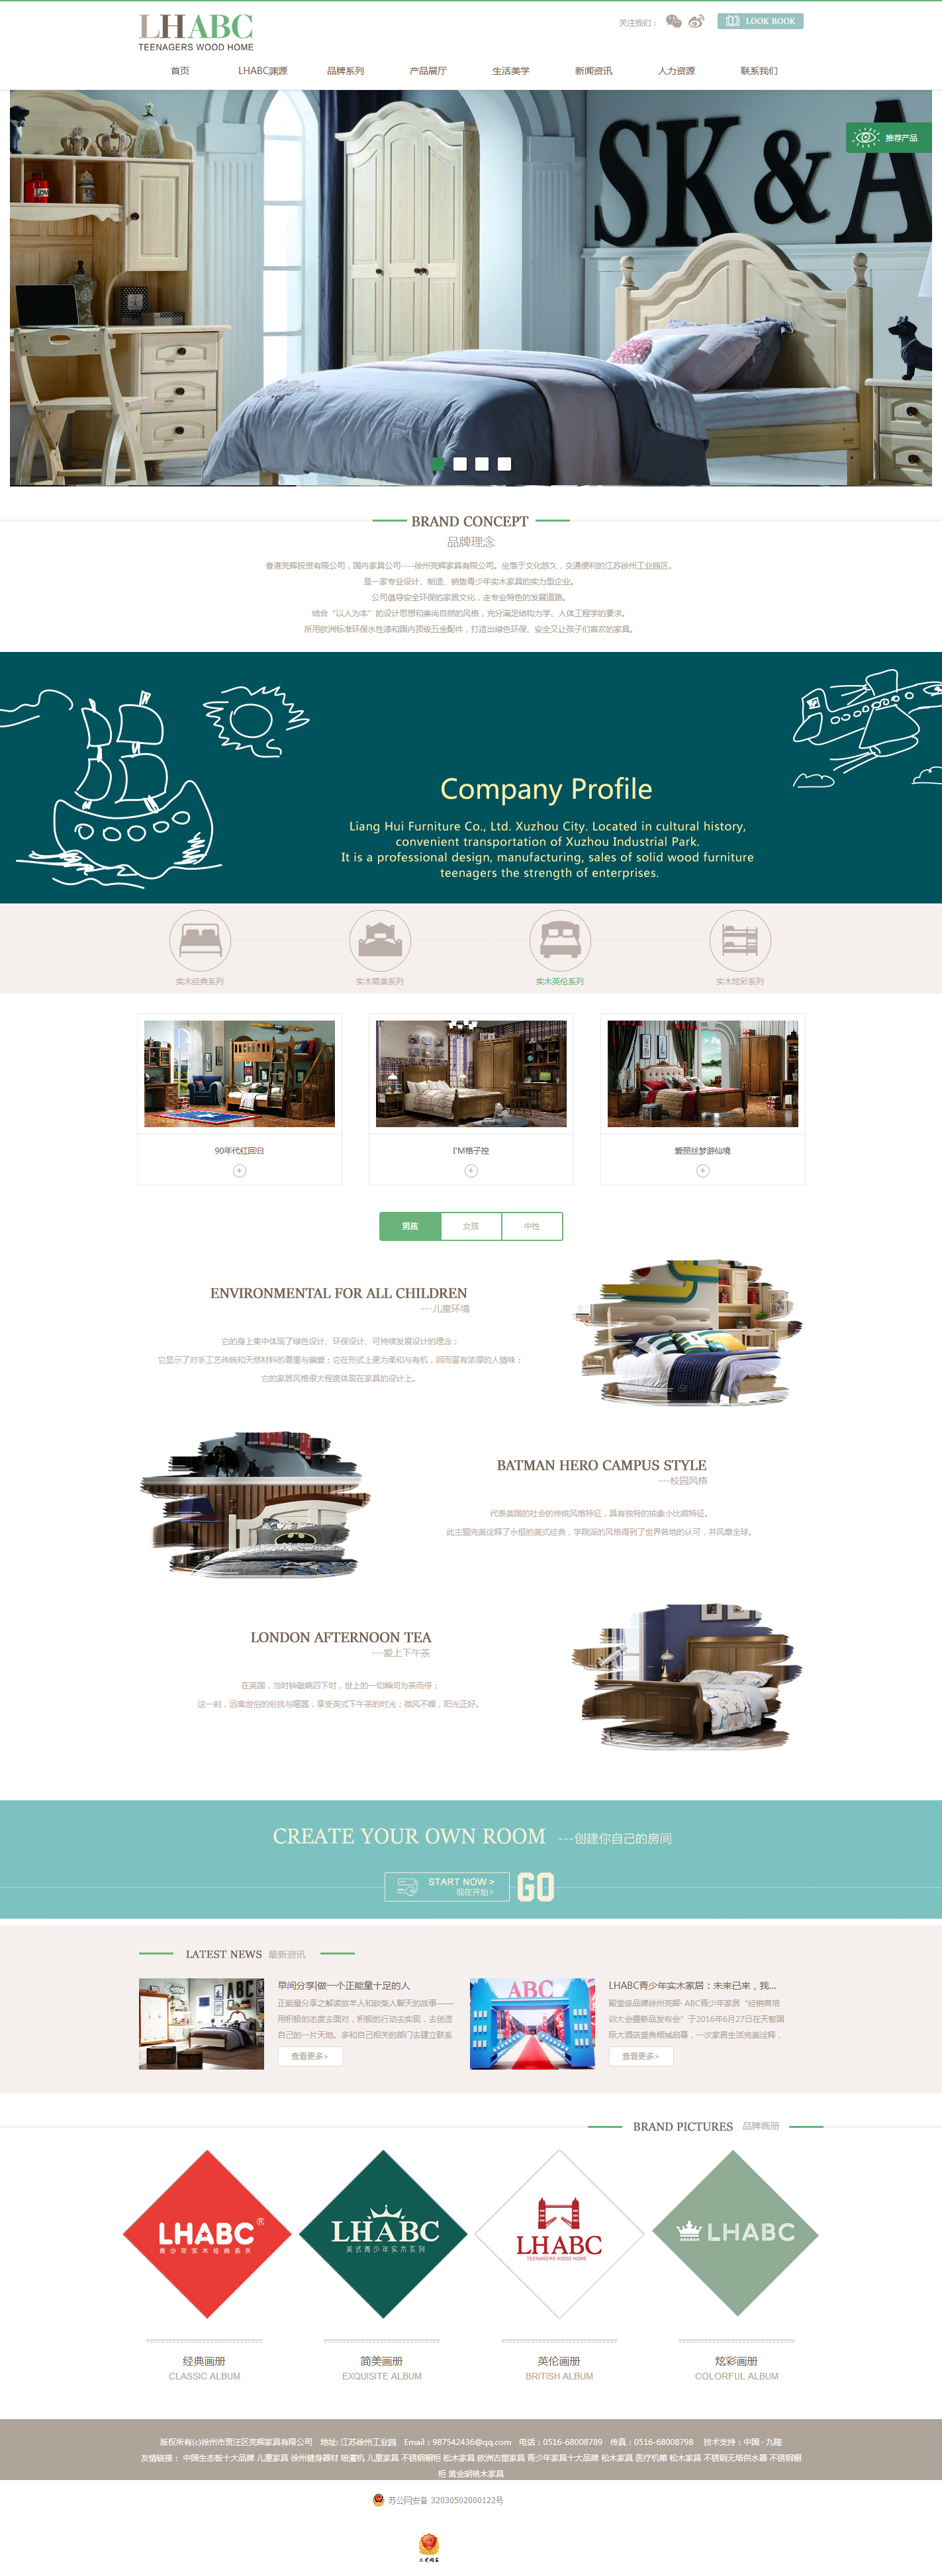 LHABC
TEENAGERS WOOD HOME
关注我们：
LOOK BOOK
首页 LHABC渊源 品牌系列 产品展厅 生活美学 新闻资讯 人力资源 联系我们
SK & A
推荐产品
BRAND CONCEPT
品牌理念
香港亮辉投资有限公司，国内家具公司----徐州亮辉家具有限公司。坐落于文化悠久，交通便利的江苏徐州工业园区。
是一家专业设计、制造、销售青少年实木家具的实力型企业。
公司倡导安全环保的家居文化，走专业特色的发展道路。
结合“以人为本”的设计思想和崇尚自然的风格，充分满足结构力学、人体工程学的要求。
所用欧洲标准环保水性漆和国内顶级五金配件，打造出绿色环保、安全又让孩子们喜欢的家具。
Company Profile
Liang Hui Furniture Co., Ltd. Xuzhou City. Located in cultural history,
convenient transportation of Xuzhou Industrial Park.
It is a professional design, manufacturing, sales of solid wood furniture
teenagers the strength of enterprises.
实木经典系列 实木简美系列 实木英伦系列 实木炫彩系列
90年代红回归 I'M格子控 爱丽丝梦游仙境
男孩 女孩 中性
ENVIRONMENTAL FOR ALL CHILDREN
---儿童环境
它的身上集中体现了绿色设计、环保设计、可持续发展设计的理念；
它显示了对手工艺传统和天然材料的尊重与偏爱；它在形式上更为柔和与有机，因而富有浓厚的人情味；
它的家居风格很大程度体现在家具的设计上。
BATMAN HERO CAMPUS STYLE
---校园风格
代表美国的社会的传统风格特征，具有独特的抽象小比幅特征。
此主题完美诠释了永恒的美式经典，学院派的风格得到了世界各地的认可，并风靡全球。
LONDON AFTERNOON TEA
---爱上下午茶
在英国，当时钟敲响四下时，世上的一切瞬间为茶而停；
这一刻，远离世俗的纷扰与喧嚣，享受英式下午茶的时光；微风不噪，阳光正好。
CREATE YOUR OWN ROOM ---创建你自己的房间
START NOW >
现在开始>
GO
LATEST NEWS 最新资讯
早间分享|做一个正能量十足的人
正能量分享之解读放羊人和砍柴人聊天的故事——
用积极的态度去面对，积极的行动去实现，去创造
自己的一片天地。多和自己相关的部门去建立联系
查看更多>
ABC
LHABC青少年实木家居：未来已来，我...
殿堂级品牌徐州亮辉· ABC青少年家居“经销商培
训大会暨新品发布会”于2016年6月27日在天智国
际大酒店盛典倾城启幕，一次家居生活完美诠释，
查看更多>
BRAND PICTURES 品牌画册
LHABC®
青少年实木经典系列
LHABC
美式青少年实木系列
LHABC
TEENAGERS WOOD HOME
LHABC
经典画册 简美画册 英伦画册 炫彩画册
CLASSIC ALBUM EXQUISITE ALBUM BRITISH ALBUM COLORFUL ALBUM
版权所有(c)徐州市贾汪区亮辉家具有限公司 地址: 江苏徐州工业园 Email：987542436@qq.com 电话：0516-68008789 传真：0516-68008798 技术支持：中国 · 九隆
友情链接： 中国生态板十大品牌 儿童家具 徐州健身器材 喷灌机 儿童家具 不锈钢橱柜 松木家具 欧洲古堡家具 青少年家具十大品牌 松木家具 医疗机箱 松木家具 不锈钢无塔供水器 不锈钢橱
柜 黄金胡桃木家具
苏公网安备 32030502000122号